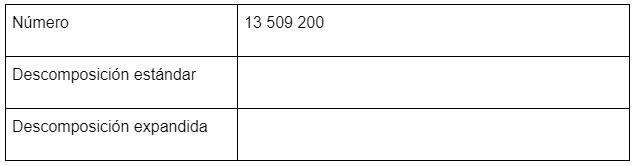 Número 13 509 200
Descomposición estándar
Descomposición expandida